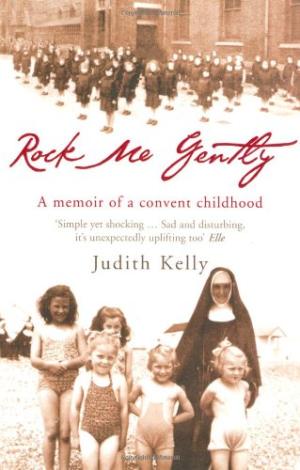 Rock Me Gently
A memoir of a convent childhood
'Simple yet shocking … Sad and disturbing,
it's unexpectedly uplifting too' Elle
Judith Kelly